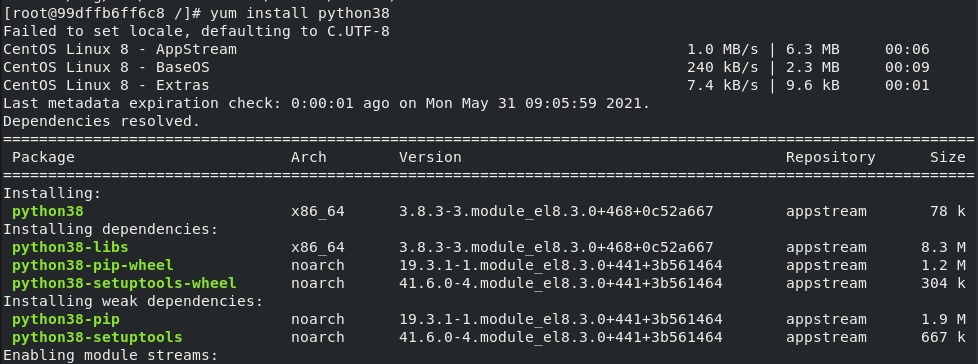 [root@99dffb6ff6c8 /]# yum install python38
Failed to set locale, defaulting to C.UTF-8
CentOS Linux 8 - AppStream 1.0 MB/s | 6.3 MB 00:06
CentOS Linux 8 - BaseOS 240 kB/s | 2.3 MB 00:09
CentOS Linux 8 - Extras 7.4 kB/s | 9.6 kB 00:01
Last metadata expiration check: 0:00:01 ago on Mon May 31 09:05:59 2021.
Dependencies resolved.
================================================================================
Package Arch Version Repository Size
================================================================================
Installing:
python38 x86_64 3.8.3-3.module_el8.3.0+468+0c52a667 appstream 78 k
Installing dependencies:
python38-libs x86_64 3.8.3-3.module_el8.3.0+468+0c52a667 appstream 8.3 M
python38-pip-wheel noarch 19.3.1-1.module_el8.3.0+441+3b561464 appstream 1.2 M
python38-setuptools-wheel noarch 41.6.0-4.module_el8.3.0+441+3b561464 appstream 304 k
Installing weak dependencies:
python38-pip noarch 19.3.1-1.module_el8.3.0+441+3b561464 appstream 1.9 M
python38-setuptools noarch 41.6.0-4.module_el8.3.0+441+3b561464 appstream 667 k
Enabling module streams: